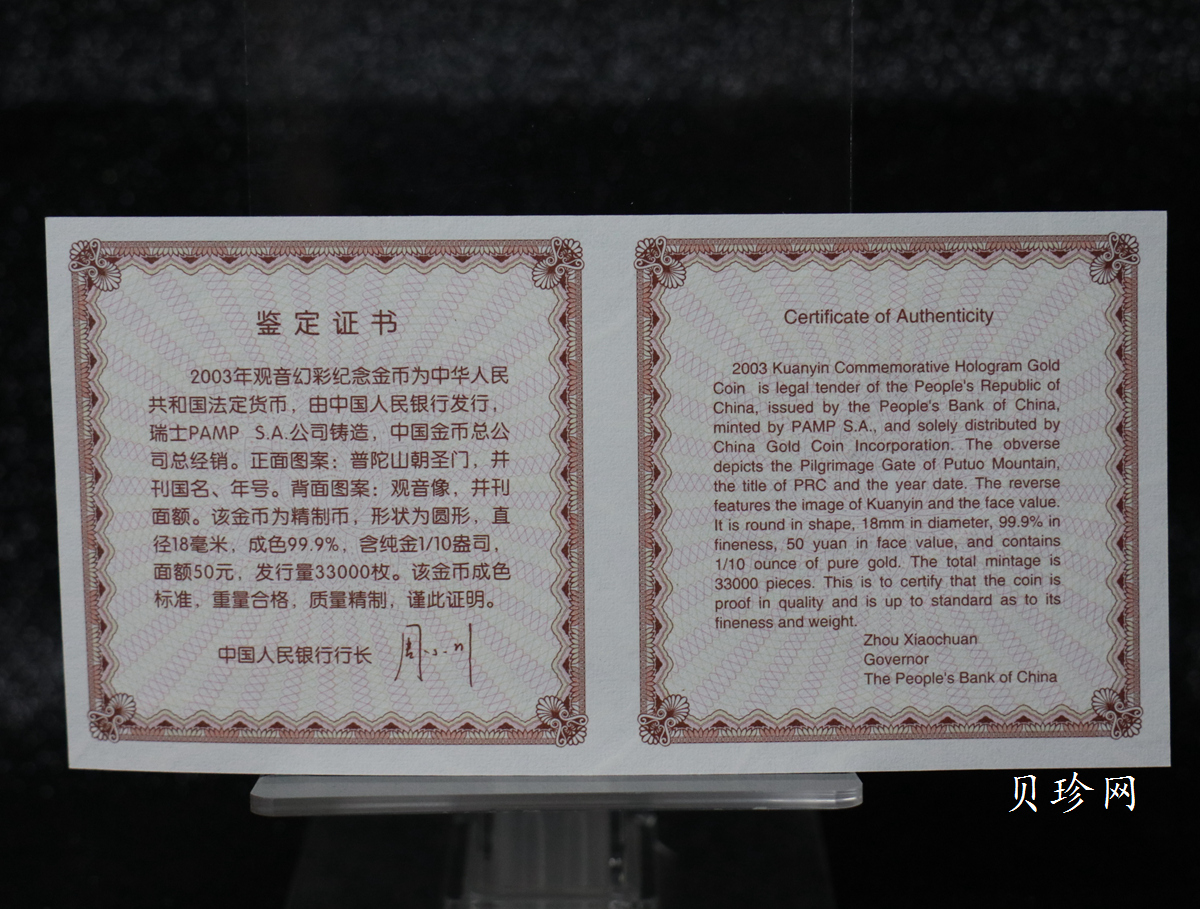 鉴定证书
2003年观音幻彩纪念金币为中华人民
共和国法定货币，由中国人民银行发行，
瑞士PAMP S.A.公司铸造，中国金币总公
司总经销。正面图案：普陀山朝圣门，并
刊国名、年号。背面图案：观音像，并刊
面额。该金币为精制币，形状为圆形，直
径18毫米，成色99.9%，含纯金1/10盎司，
面额50元，发行量33000枚。该金币成色
标准，重量合格，质量精制，谨此证明。
中国人民银行行长 周小川
Certificate of Authenticity
2003 Kuanyin Commemorative Hologram Gold
Coin is legal tender of the People's Republic of
China, issued by the People's Bank of China,
minted by PAMP S.A., and solely distributed by
China Gold Coin Incorporation. The obverse
depicts the Pilgrimage Gate of Putuo Mountain,
the title of PRC and the year date. The reverse
features the image of Kuanyin and the face value.
It is round in shape, 18mm in diameter, 99.9% in
fineness, 50 yuan in face value, and contains
1/10 ounce of pure gold. The total mintage is
33000 pieces. This is to certify that the coin is
proof in quality and is up to standard as to its
fineness and weight.
Zhou Xiaochuan
Governor
The People's Bank of China
贝珍网